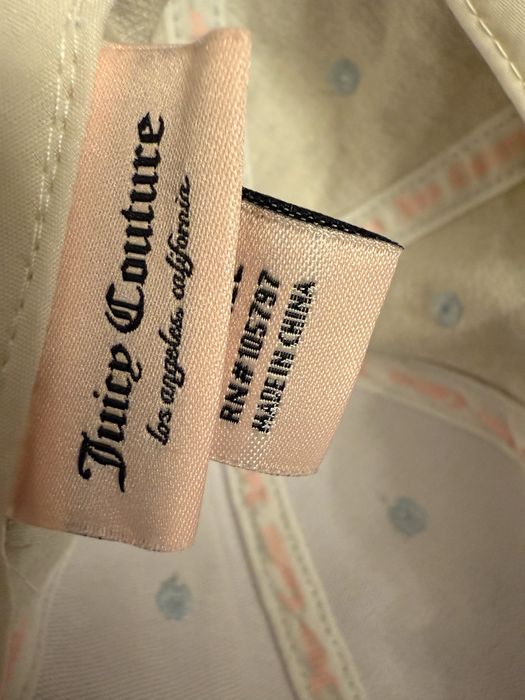 Juicy Couture
los angeles, california
RN# 105797
MADE IN CHINA